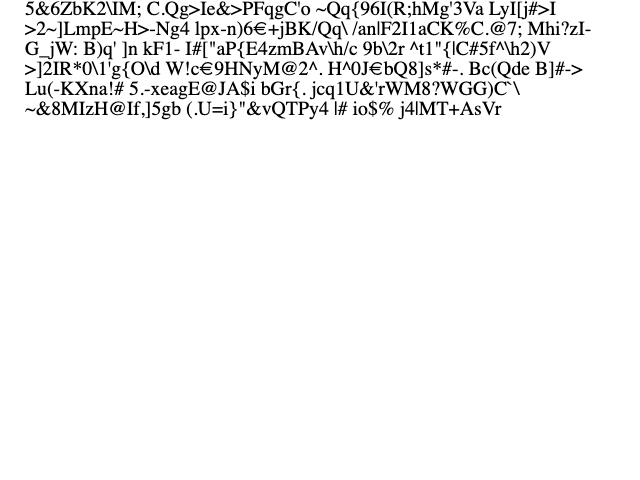 5&6ZbK2\IM; C.Qg>Ie&>PFqgC'o ~Qq{96I(R;hMg'3Va LyI[j#>I
>2~]LmpE~H>-Ng4 lpx-n)6€+jBK/Qq\ /an|F2I1aCK%C.@7; Mhi?zI-
G_jW: B)q' ]n kF1- I#["aP{E4zmBAv\h/c 9b\2r ^t1"{|C#5f^\h2)V
>]2IR*0\1'g{O\d W!c€9HNyM@2^. H^0J€bQ8]s*#-. Bc(Qde B]#->
Lu(-KXna!# 5.-xeagE@JA$i bGr{. jcq1U&'rWM8?WGG)C`\
~&8MIzH@If,]5gb (.U=i}"&vQTPy4 |# io$% j4|MT+AsVr